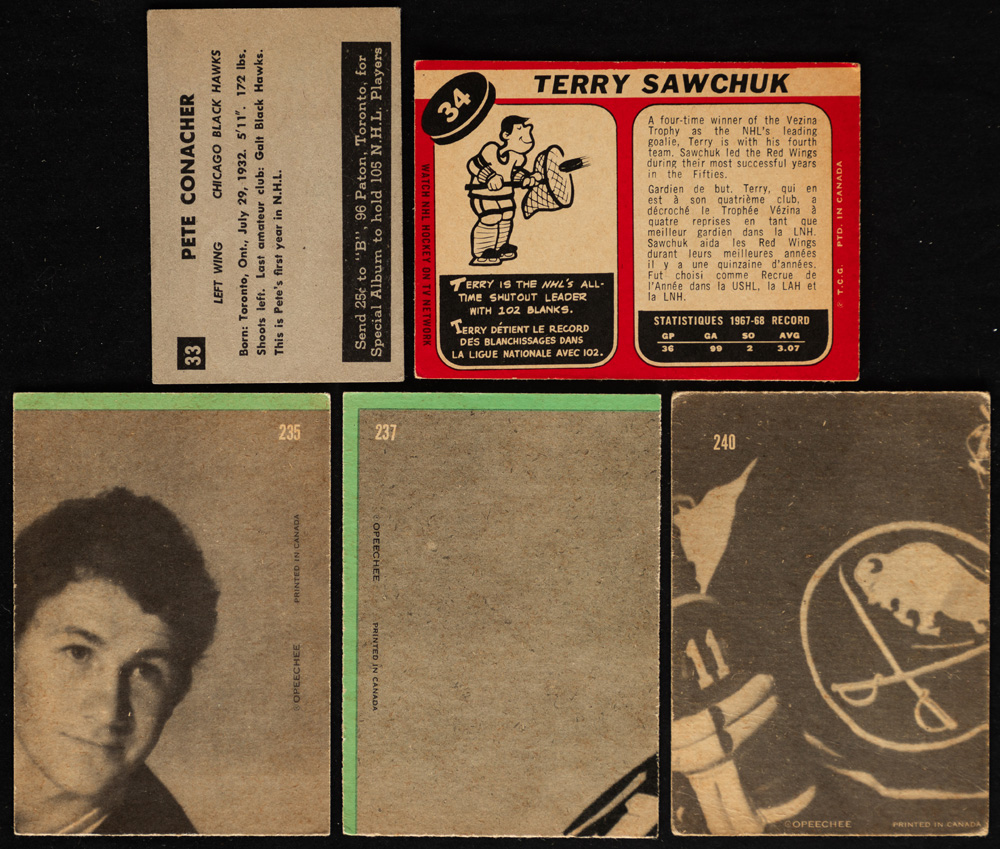 33
PETE CONACHER
LEFT WING CHICAGO BLACK HAWKS
Born: Toronto, Ont., July 29, 1932. 5'11". 172 lbs.
Shoots left. Last amateur club: Galt Black Hawks.
This is Pete's first year in N.H.L.
Send 25¢ to "B", 96 Paton, Toronto, for
Special Album to hold 105 N.H.L. Players
34
TERRY SAWCHUK
WATCH NHL HOCKEY ON TV NETWORK
TERRY IS THE NHL'S ALL-
TIME SHUTOUT LEADER
WITH 102 BLANKS.
TERRY DÉTIENT LE RECORD
DES BLANCHISSAGES DANS
LA LIGUE NATIONALE AVEC 102.
A four-time winner of the Vezina
Trophy as the NHL's leading
goalie, Terry is with his fourth
team. Sawchuk led the Red Wings
during their most successful years
in the Fifties.
Gardien de but. Terry, qui en
est à son quatrième club, a
décroché le Trophée Vézina à
quatre reprises en tant que
meilleur gardien dans la LNH.
Sawchuk aida les Red Wings
durant leurs meilleures années
il y a une quinzaine d'années.
Fut choisi comme Recrue de
l'Année dans la USHL, la LAH et
la LNH.
STATISTIQUES 1967-68 RECORD
GP GA SO AVG
36 99 2 3.07
© T.C.G. PTD. IN CANADA
235
©OPEECHEE PRINTED IN CANADA
237
©OPEECHEE PRINTED IN CANADA
240
11
©OPEECHEE PRINTED IN CANADA